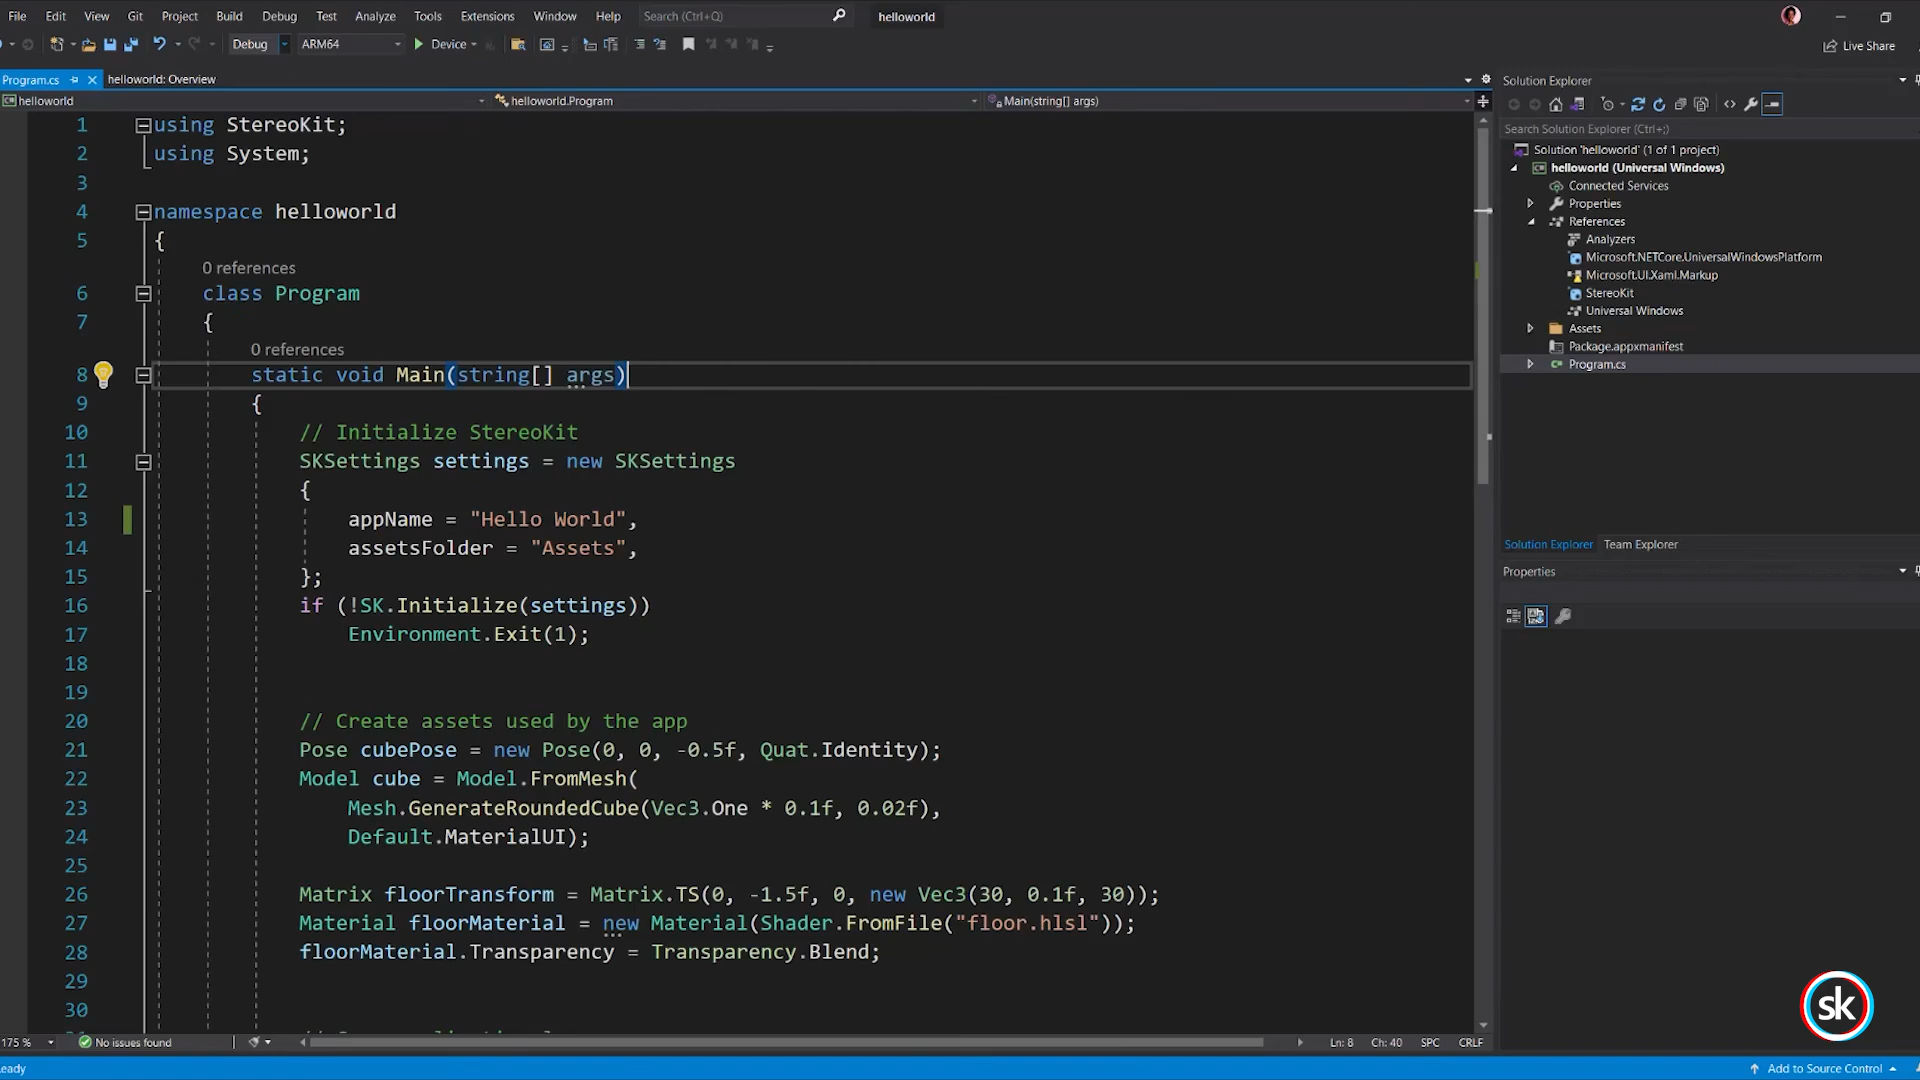 File Edit View Git Project Build Debug Test Analyze Tools Extensions Window Help Search (Ctrl+Q) helloworld
Debug ARM64 Device Live Share
Program.cs helloworld: Overview
helloworld helloworld.Program Main(string[] args)
1 using StereoKit;
2 using System;
3
4 namespace helloworld
5 {
0 references
6 class Program
7 {
0 references
8 static void Main(string[] args)
9 {
10 // Initialize StereoKit
11 SKSettings settings = new SKSettings
12 {
13 appName = "Hello World",
14 assetsFolder = "Assets",
15 };
16 if (!SK.Initialize(settings))
17 Environment.Exit(1);
18
19
20 // Create assets used by the app
21 Pose cubePose = new Pose(0, 0, -0.5f, Quat.Identity);
22 Model cube = Model.FromMesh(
23 Mesh.GenerateRoundedCube(Vec3.One * 0.1f, 0.02f),
24 Default.MaterialUI);
25
26 Matrix floorTransform = Matrix.TS(0, -1.5f, 0, new Vec3(30, 0.1f, 30));
27 Material floorMaterial = new Material(Shader.FromFile("floor.hlsl"));
28 floorMaterial.Transparency = Transparency.Blend;
29
30
175 % No issues found Ln: 8 Ch: 40 SPC CRLF
Solution Explorer
Search Solution Explorer (Ctrl+;)
Solution 'helloworld' (1 of 1 project)
helloworld (Universal Windows)
Connected Services
Properties
References
Analyzers
Microsoft.NETCore.UniversalWindowsPlatform
Microsoft.UI.Xaml.Markup
StereoKit
Universal Windows
Assets
Package.appxmanifest
Program.cs
Solution Explorer Team Explorer
Properties
sk
eady Add to Source Control